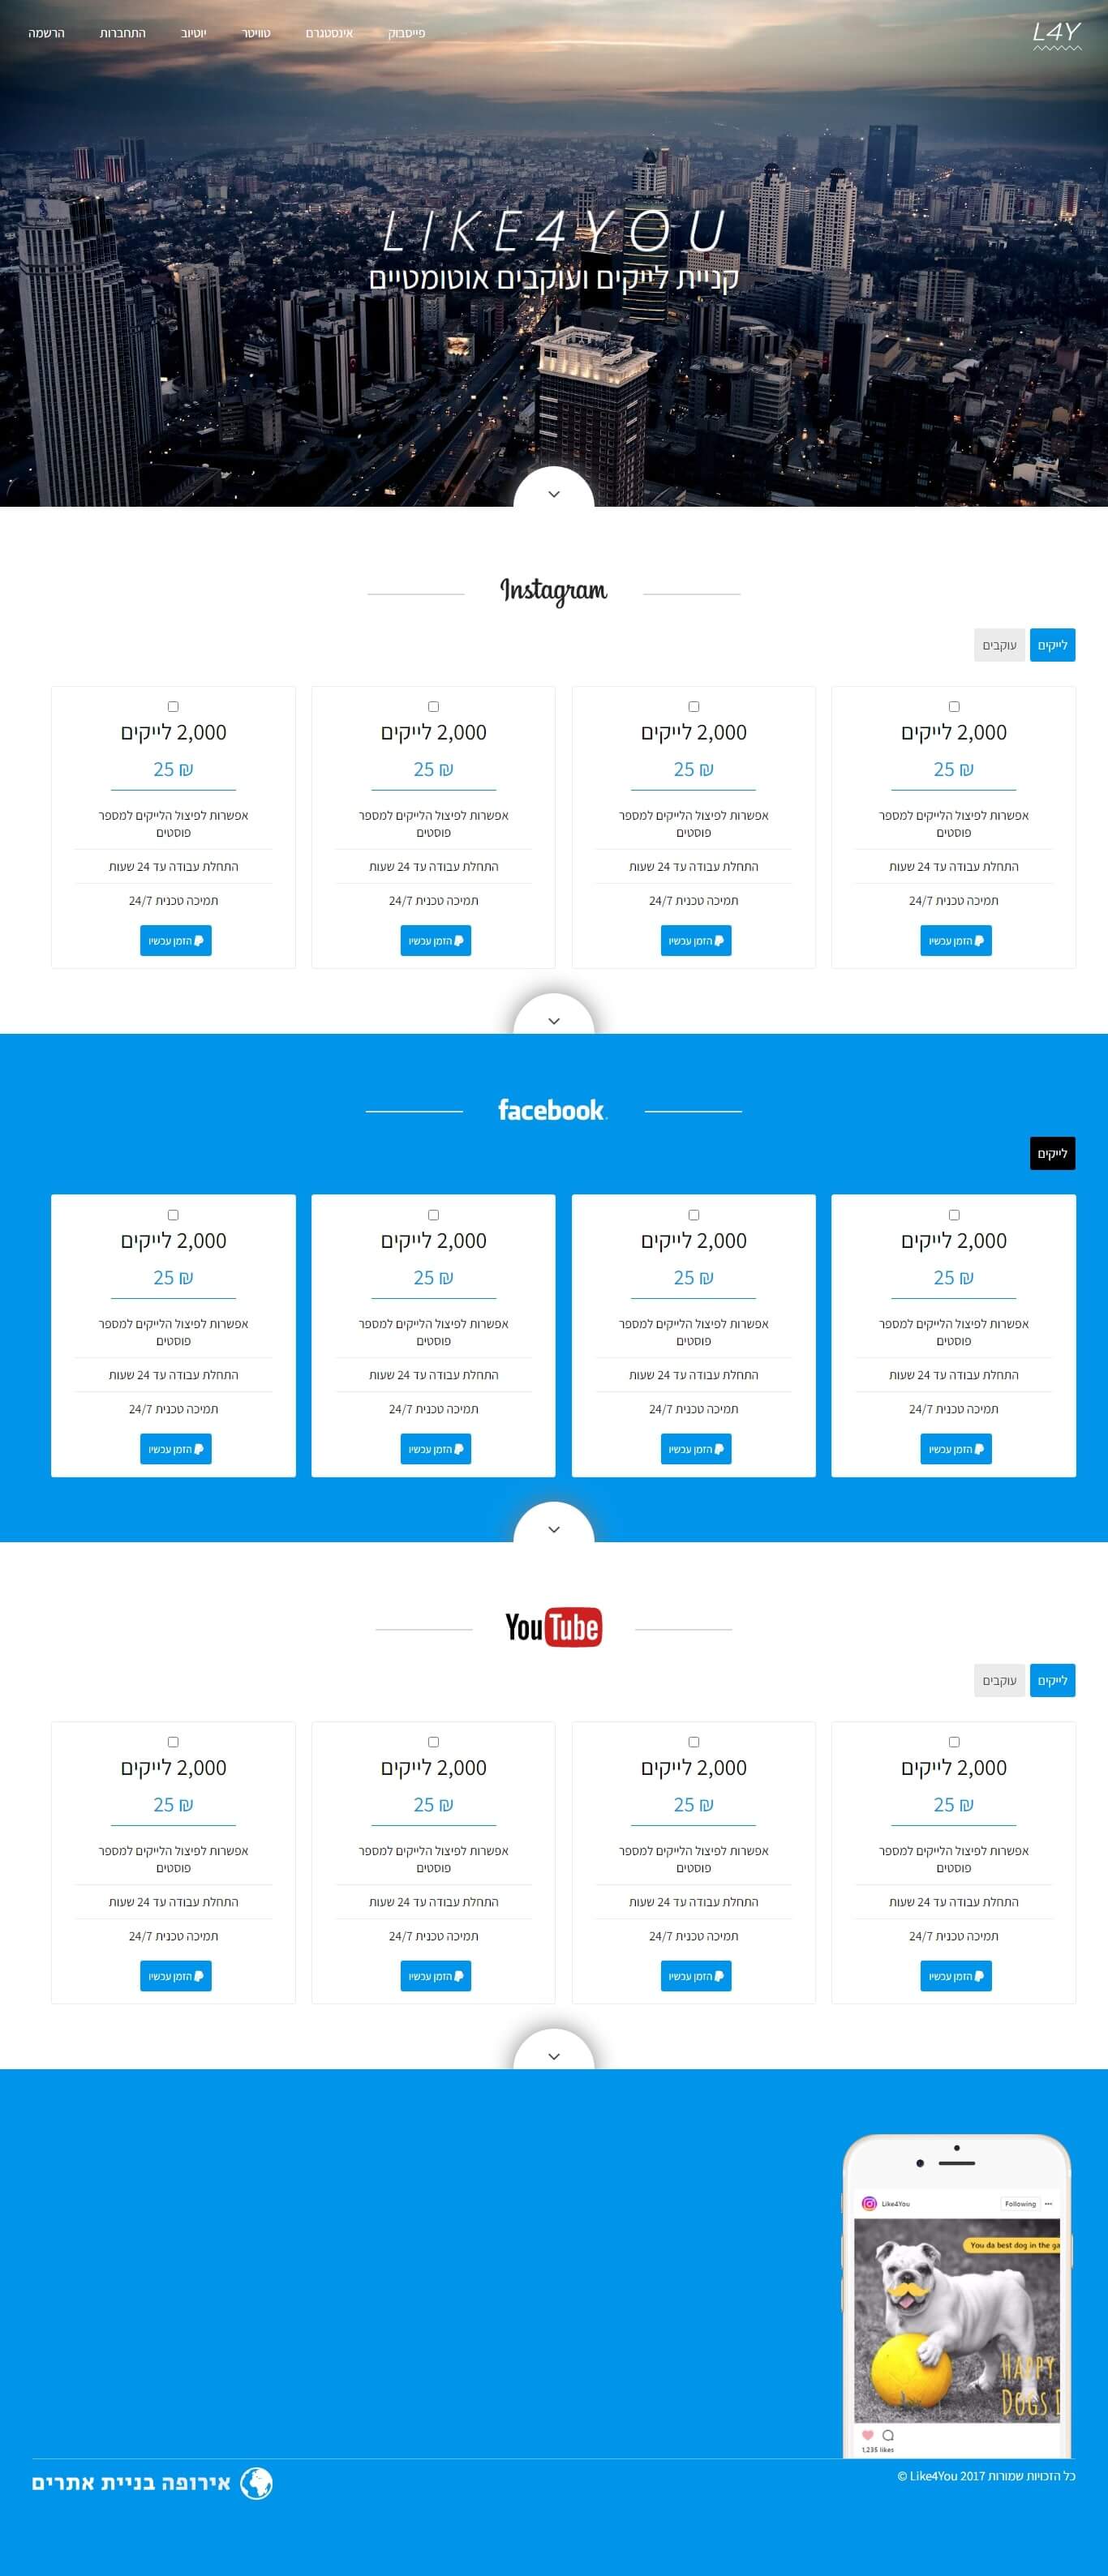 L4Y
פייסבוק
אינסטגרם
טוויטר
יוטיוב
התחברות
הרשמה
LIKE4YOU
קניית לייקים ועוקבים אוטומטיים
Instagram
לייקים
עוקבים
2,000 לייקים
₪ 25
אפשרות לפיצול הלייקים למספר
פוסטים
התחלת עבודה עד 24 שעות
תמיכה טכנית 24/7
הזמן עכשיו
2,000 לייקים
₪ 25
אפשרות לפיצול הלייקים למספר
פוסטים
התחלת עבודה עד 24 שעות
תמיכה טכנית 24/7
הזמן עכשיו
2,000 לייקים
₪ 25
אפשרות לפיצול הלייקים למספר
פוסטים
התחלת עבודה עד 24 שעות
תמיכה טכנית 24/7
הזמן עכשיו
2,000 לייקים
₪ 25
אפשרות לפיצול הלייקים למספר
פוסטים
התחלת עבודה עד 24 שעות
תמיכה טכנית 24/7
הזמן עכשיו
facebook
לייקים
2,000 לייקים
₪ 25
אפשרות לפיצול הלייקים למספר
פוסטים
התחלת עבודה עד 24 שעות
תמיכה טכנית 24/7
הזמן עכשיו
2,000 לייקים
₪ 25
אפשרות לפיצול הלייקים למספר
פוסטים
התחלת עבודה עד 24 שעות
תמיכה טכנית 24/7
הזמן עכשיו
2,000 לייקים
₪ 25
אפשרות לפיצול הלייקים למספר
פוסטים
התחלת עבודה עד 24 שעות
תמיכה טכנית 24/7
הזמן עכשיו
2,000 לייקים
₪ 25
אפשרות לפיצול הלייקים למספר
פוסטים
התחלת עבודה עד 24 שעות
תמיכה טכנית 24/7
הזמן עכשיו
YouTube
לייקים
עוקבים
2,000 לייקים
₪ 25
אפשרות לפיצול הלייקים למספר
פוסטים
התחלת עבודה עד 24 שעות
תמיכה טכנית 24/7
הזמן עכשיו
2,000 לייקים
₪ 25
אפשרות לפיצול הלייקים למספר
פוסטים
התחלת עבודה עד 24 שעות
תמיכה טכנית 24/7
הזמן עכשיו
2,000 לייקים
₪ 25
אפשרות לפיצול הלייקים למספר
פוסטים
התחלת עבודה עד 24 שעות
תמיכה טכנית 24/7
הזמן עכשיו
2,000 לייקים
₪ 25
אפשרות לפיצול הלייקים למספר
פוסטים
התחלת עבודה עד 24 שעות
תמיכה טכנית 24/7
הזמן עכשיו
Like4You
Following
You da best dog in the ga
HAPPY
DOGS D
1,235 likes
כל הזכויות שמורות Like4You 2017 ©
אירופה בניית אתרים